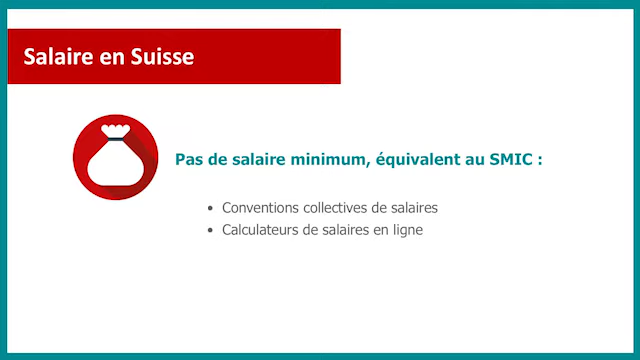 Salaire en Suisse
Pas de salaire minimum, équivalent au SMIC :
• Conventions collectives de salaires
• Calculateurs de salaires en ligne